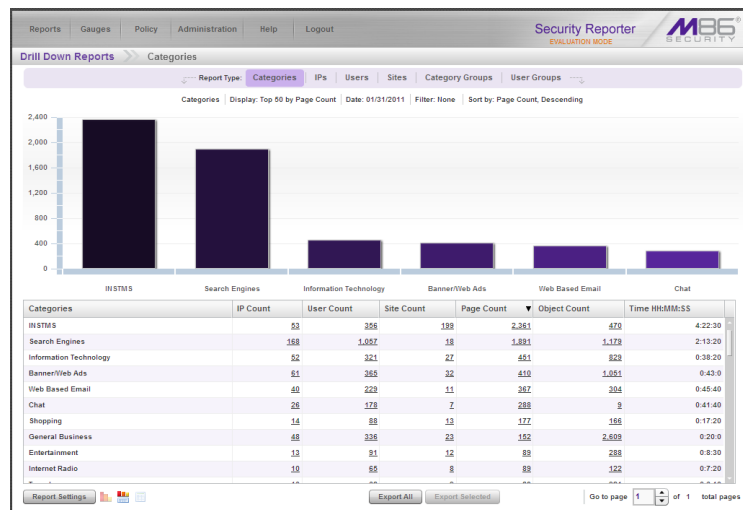 Reports Gauges Policy Administration Help Logout
Security Reporter
EVALUATION MODE
M86®
SECURITY
Drill Down Reports Categories
Report Type: Categories IPs Users Sites Category Groups User Groups
Categories Display: Top 50 by Page Count Date: 01/31/2011 Filter: None Sort by: Page Count, Descending
2,400
2,000
1,600
1,200
800
400
0
INSTMS Search Engines Information Technology Banner/Web Ads Web Based Email Chat
Categories IP Count User Count Site Count Page Count Object Count Time HH:MM:SS
INSTMS 53 356 199 2,361 470 4:22:30
Search Engines 168 1,057 18 1,891 1,179 2:13:20
Information Technology 52 321 27 451 829 0:38:20
Banner/Web Ads 61 365 32 410 1,051 0:43:0
Web Based Email 40 229 11 367 304 0:45:40
Chat 26 178 7 288 9 0:41:40
Shopping 14 88 13 177 166 0:17:20
General Business 48 336 23 152 2,609 0:20:0
Entertainment 13 91 12 89 288 0:8:30
Internet Radio 10 65 8 89 122 0:7:20
Report Settings Export All Export Selected Go to page 1 of 1 total pages